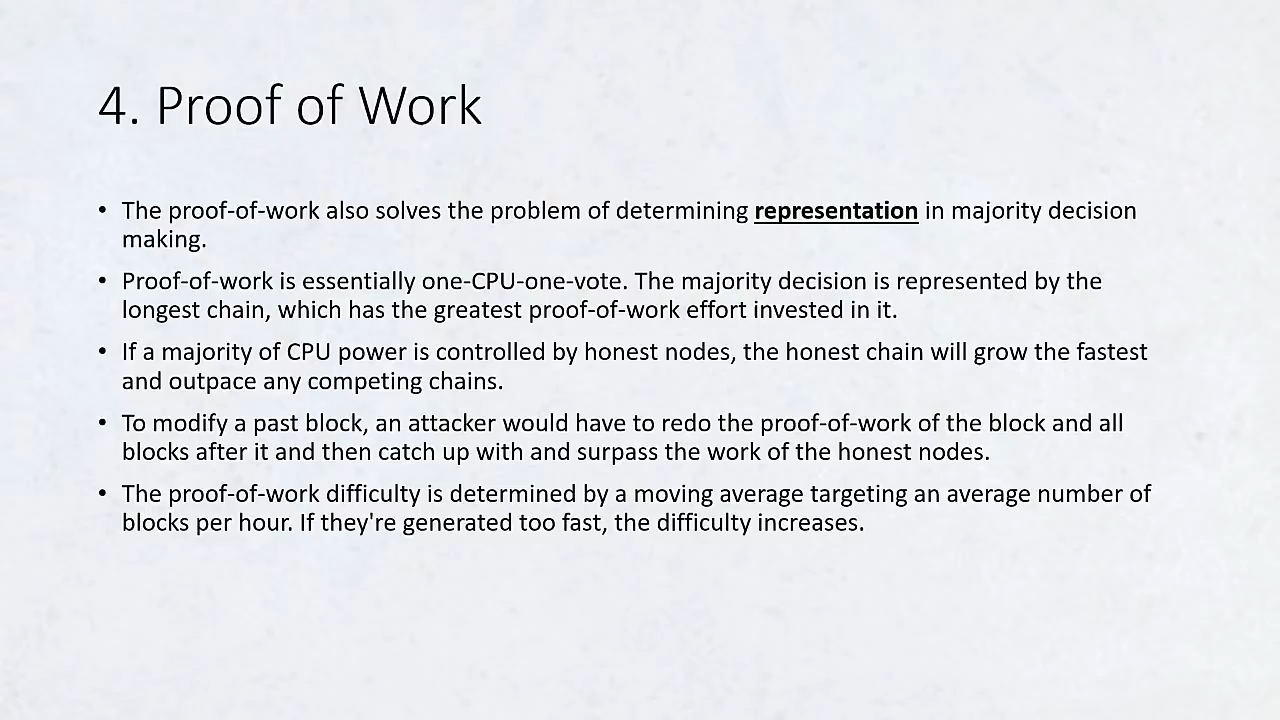 4. Proof of Work
• The proof-of-work also solves the problem of determining representation in majority decision
making.
• Proof-of-work is essentially one-CPU-one-vote. The majority decision is represented by the
longest chain, which has the greatest proof-of-work effort invested in it.
• If a majority of CPU power is controlled by honest nodes, the honest chain will grow the fastest
and outpace any competing chains.
• To modify a past block, an attacker would have to redo the proof-of-work of the block and all
blocks after it and then catch up with and surpass the work of the honest nodes.
• The proof-of-work difficulty is determined by a moving average targeting an average number of
blocks per hour. If they're generated too fast, the difficulty increases.